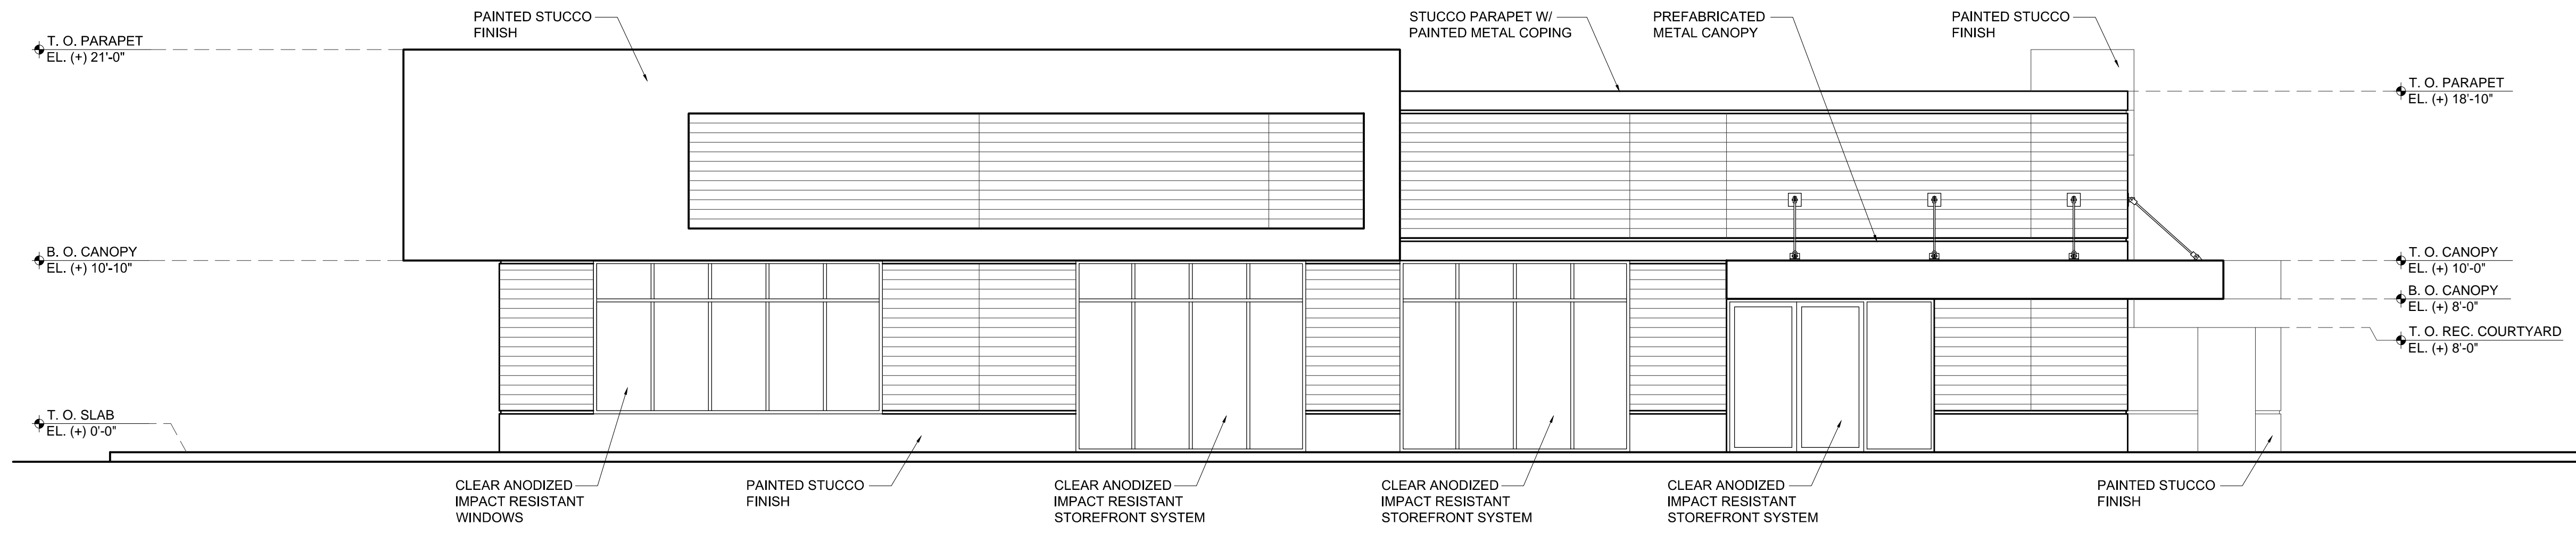 PAINTED STUCCO
FINISH
STUCCO PARAPET W/
PAINTED METAL COPING
PREFABRICATED
METAL CANOPY
PAINTED STUCCO
FINISH
T. O. PARAPET
EL. (+) 21'-0"
T. O. PARAPET
EL. (+) 18'-10"
B. O. CANOPY
EL. (+) 10'-10"
T. O. CANOPY
EL. (+) 10'-0"
B. O. CANOPY
EL. (+) 8'-0"
T. O. REC. COURTYARD
EL. (+) 8'-0"
T. O. SLAB
EL. (+) 0'-0"
CLEAR ANODIZED
IMPACT RESISTANT
WINDOWS
PAINTED STUCCO
FINISH
CLEAR ANODIZED
IMPACT RESISTANT
STOREFRONT SYSTEM
CLEAR ANODIZED
IMPACT RESISTANT
STOREFRONT SYSTEM
CLEAR ANODIZED
IMPACT RESISTANT
STOREFRONT SYSTEM
PAINTED STUCCO
FINISH